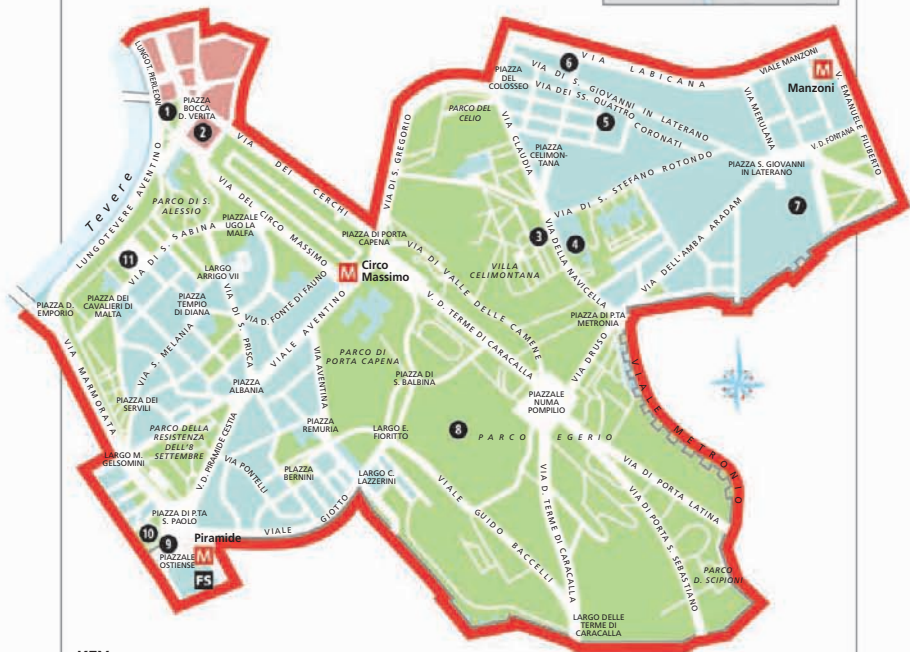 LUNGOT. PIERLEONI
1
PIAZZA
BOCCA
D. VERITA
2
Tevere
LUNGOTEVERE AVENTINO
VIA DEI CERCHI
VIA DEL CIRCO MASSIMO
PARCO DI S.
ALESSIO
PIAZZALE
UGO LA
MALFA
VIA DI S. SABINA
11
LARGO
ARRIGO VII
PIAZZA D.
EMPORIO
PIAZZA DEI
CAVALIERI DI
MALTA
PIAZZA
TEMPIO
DI DIANA
VIA DI S. PRISCA
VIA D. FONTE DI FAUNO
M
Circo
Massimo
PIAZZA DI PORTA
CAPENA
VIA DI S. GREGORIO
VIALE AVENTINO
VIA S. MELANIA
VIA MARMORATA
PIAZZA
ALBANIA
PIAZZA DEI
SERVILI
VIA AVENTINA
PARCO DI
PORTA CAPENA
PIAZZA DI
S. BALBINA
PARCO DELLA
RESISTENZA
DELL'8
SETTEMBRE
LARGO M.
GELSOMINI
V.D. PIRAMIDE CESTIA
VIA PONTELLI
PIAZZA
REMURIA
PIAZZA
BERNINI
LARGO E.
FIORITTO
LARGO C.
LAZZERINI
PIAZZA DI P.TA
S. PAOLO
VIALE GIOTTO
10
9
PIAZZALE
OSTIENSE
Piramide
M
FS
PIAZZA
DEL
COLOSSEO
6
VIA LABICANA
VIALE MANZONI
M
Manzoni
V. EMANUELE FILIBERTO
VIA DI S. GIOVANNI IN LATERANO
VIA DEI SS. QUATTRO CORONATI
5
VIA MERULANA
V. D. FONTANA
PARCO DEL
CELIO
VIA CLAUDIA
PIAZZA
CELIMON-
TANA
VIA DI S. STEFANO ROTONDO
PIAZZA S. GIOVANNI
IN LATERANO
7
3
4
VIA DELLA NAVICELLA
VIA DELL'AMBA ARADAM
VILLA
CELIMONTANA
VIA DI VALLE DELLE CAMENE
V. D. TERME DI CARACALLA
PIAZZA DI P.TA
METRONIA
VIA DRUSO
VIALE METRONIO
PIAZZALE
NUMA
POMPILIO
8
PARCO EGERIO
VIA DI PORTA LATINA
VIA DI PORTA S. SEBASTIANO
VIA D. TERME DI CARACALLA
VIALE GUIDO BACCELLI
PARCO
D. SCIPIONI
LARGO DELLE
TERME DI
CARACALLA